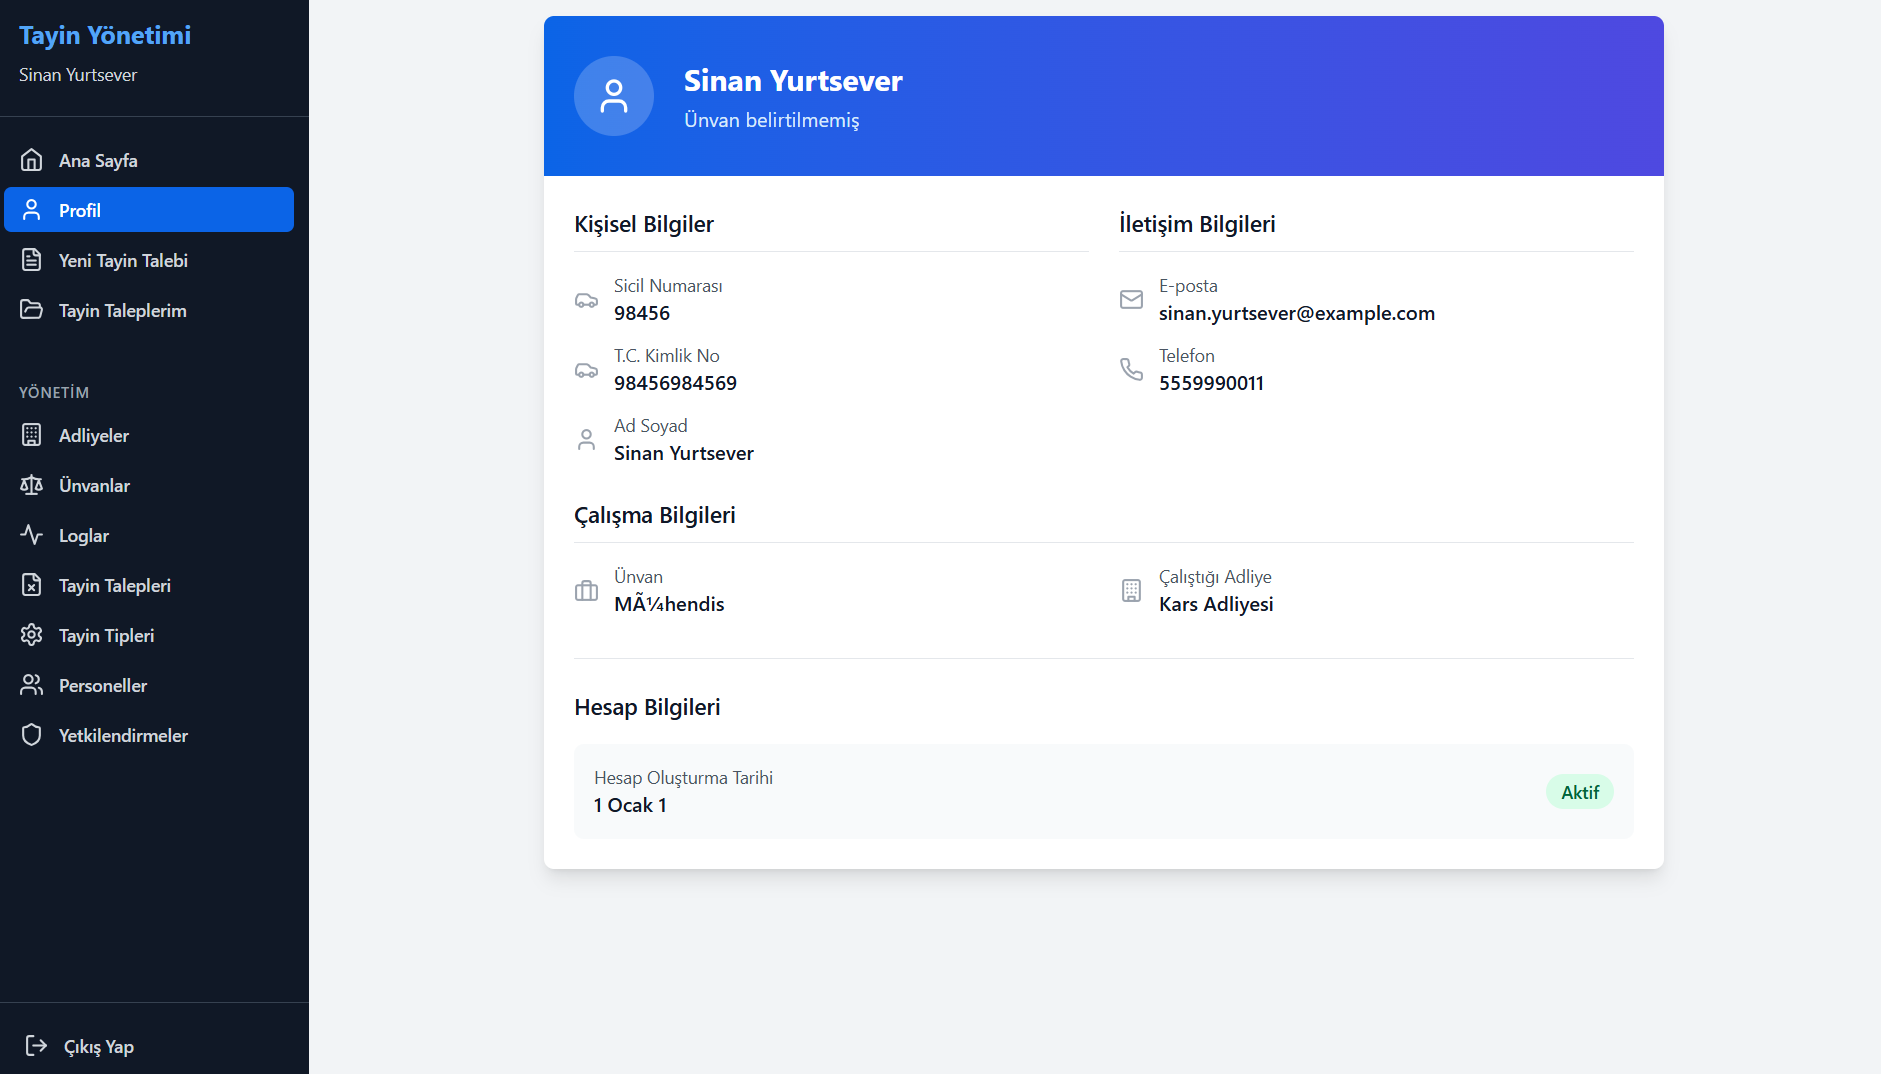 Tayin Yönetimi
Sinan Yurtsever
Ana Sayfa
Profil
Yeni Tayin Talebi
Tayin Taleplerim
YÖNETİM
Adliyeler
Ünvanlar
Loglar
Tayin Talepleri
Tayin Tipleri
Personeller
Yetkilendirmeler
Çıkış Yap
Sinan Yurtsever
Ünvan belirtilmemiş
Kişisel Bilgiler
Sicil Numarası
98456
T.C. Kimlik No
98456984569
Ad Soyad
Sinan Yurtsever
İletişim Bilgileri
E-posta
sinan.yurtsever@example.com
Telefon
5559990011
Çalışma Bilgileri
Ünvan
MÃ¼hendis
Çalıştığı Adliye
Kars Adliyesi
Hesap Bilgileri
Hesap Oluşturma Tarihi
1 Ocak 1
Aktif